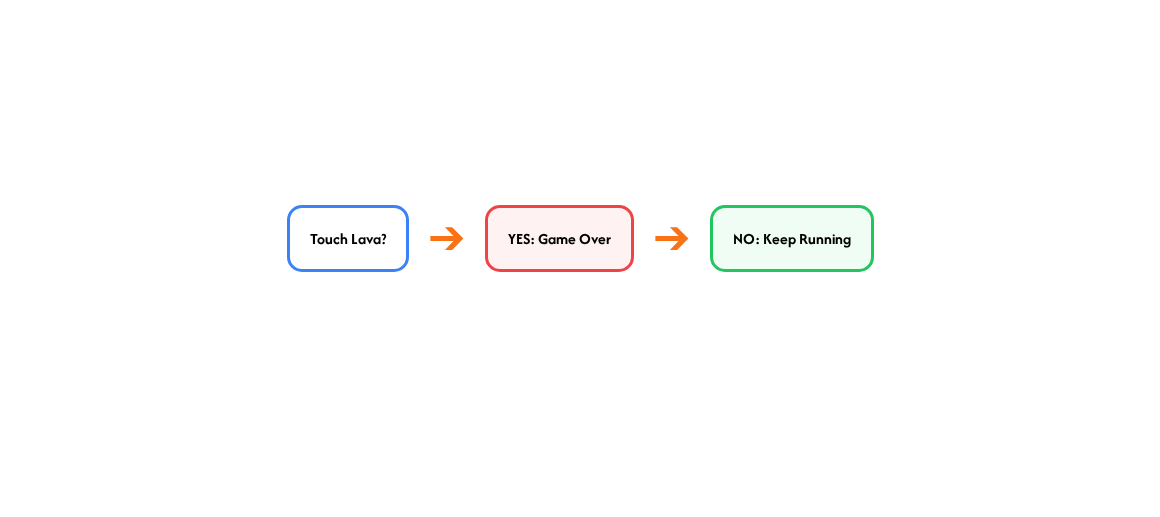 Touch Lava?
YES: Game Over
NO: Keep Running